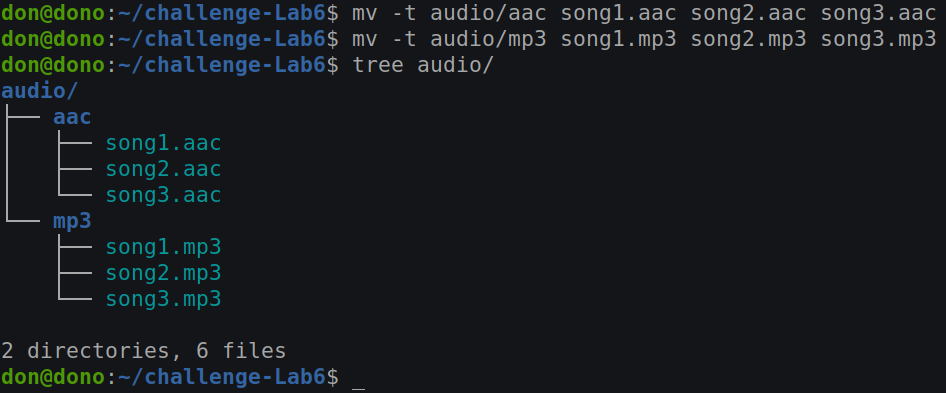 don@dono:~/challenge-Lab6$ mv -t audio/aac song1.aac song2.aac song3.aac
don@dono:~/challenge-Lab6$ mv -t audio/mp3 song1.mp3 song2.mp3 song3.mp3
don@dono:~/challenge-Lab6$ tree audio/
audio/
├── aac
│   ├── song1.aac
│   ├── song2.aac
│   └── song3.aac
└── mp3
    ├── song1.mp3
    ├── song2.mp3
    └── song3.mp3
2 directories, 6 files
don@dono:~/challenge-Lab6$ _